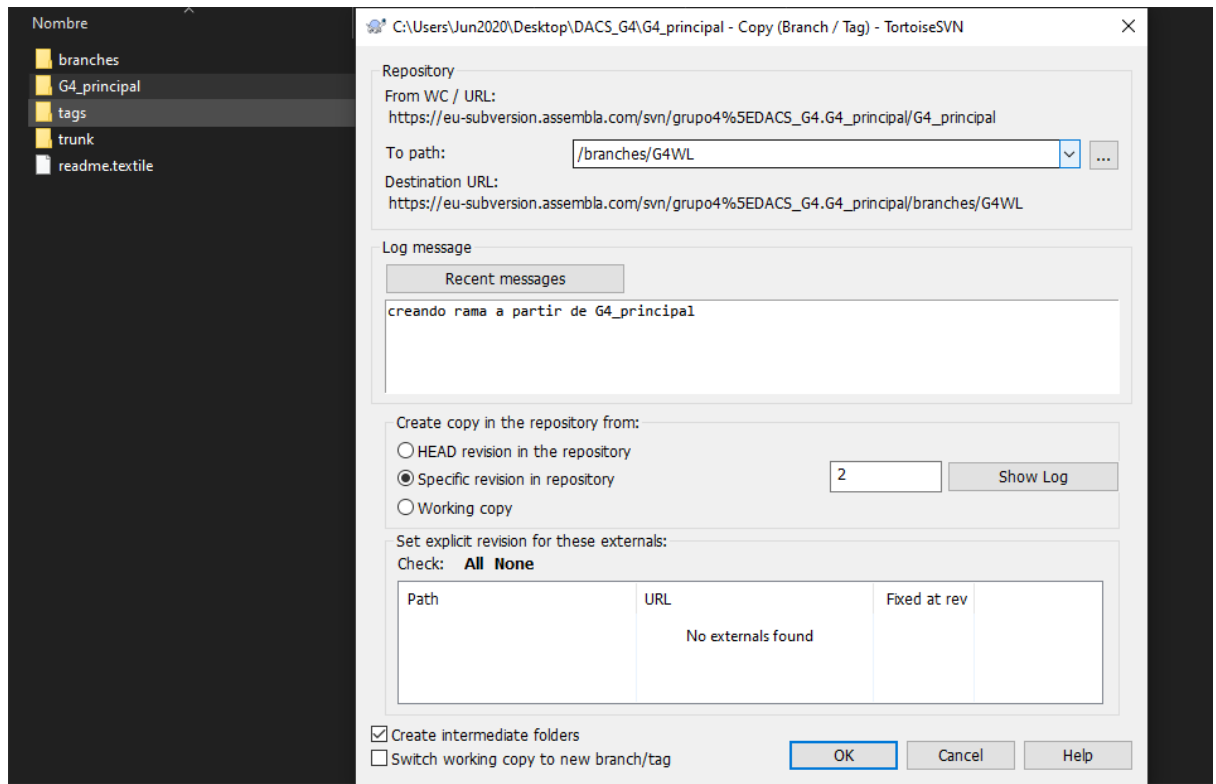 Nombre
branches
G4_principal
tags
trunk
readme.textile
C:\Users\Jun2020\Desktop\DACS_G4\G4_principal - Copy (Branch / Tag) - TortoiseSVN
Repository
From WC / URL:
https://eu-subversion.assembla.com/svn/grupo4%5EDACS_G4.G4_principal/G4_principal
To path:
/branches/G4WL
...
Destination URL:
https://eu-subversion.assembla.com/svn/grupo4%5EDACS_G4.G4_principal/branches/G4WL
Log message
Recent messages
creando rama a partir de G4_principal
Create copy in the repository from:
HEAD revision in the repository
Specific revision in repository 2 Show Log
Working copy
Set explicit revision for these externals:
Check: All None
Path URL Fixed at rev
No externals found
Create intermediate folders
Switch working copy to new branch/tag
OK Cancel Help